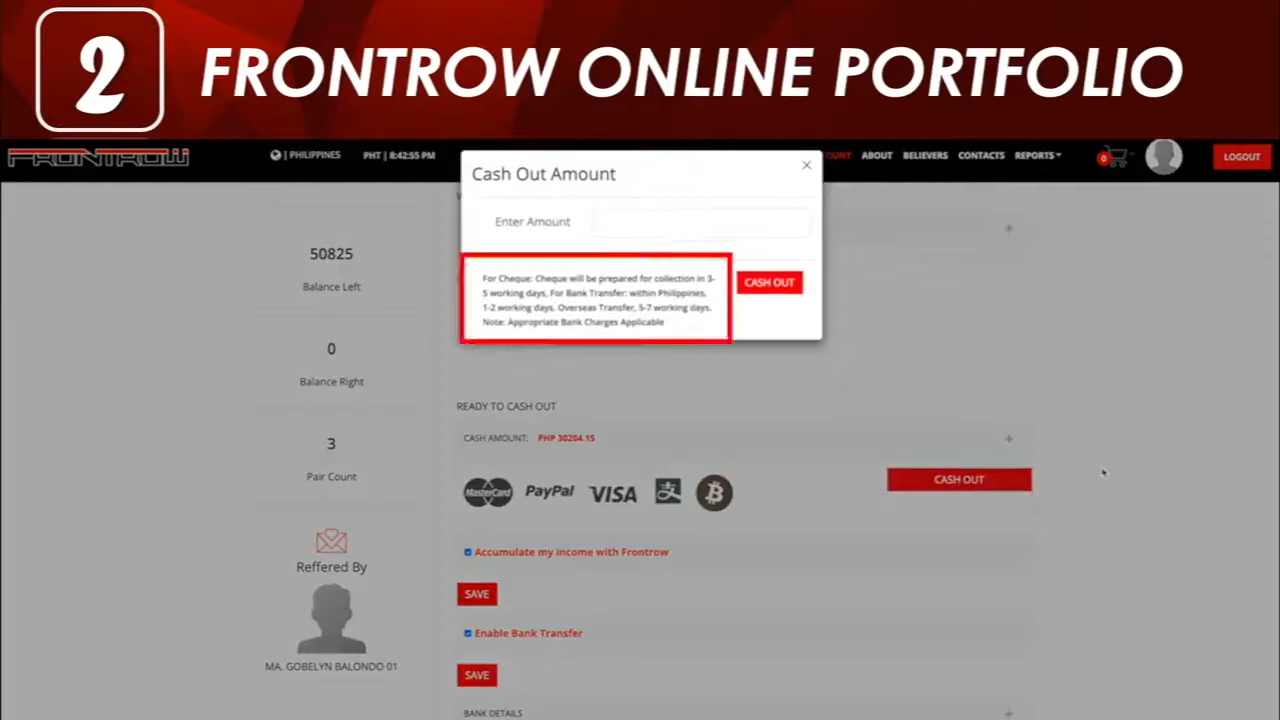 2
FRONTROW ONLINE PORTFOLIO
FRONTROW
| PHILIPPINES
PHT | 8:42:55 PM
ABOUT
BELIEVERS
CONTACTS
REPORTS
0
LOGOUT
Cash Out Amount
×
Enter Amount
For Cheque: Cheque will be prepared for collection in 3-
5 working days, For Bank Transfer: within Philippines,
1-2 working days. Overseas Transfer, 5-7 working days.
Note: Appropriate Bank Charges Applicable
CASH OUT
50825
Balance Left
0
Balance Right
3
Pair Count
Reffered By
MA. GOBELYN BALONDO 01
READY TO CASH OUT
CASH AMOUNT: PHP 30204.15
MasterCard
PayPal
VISA
支
CASH OUT
Accumulate my income with Frontrow
SAVE
Enable Bank Transfer
SAVE
BANK DETAILS